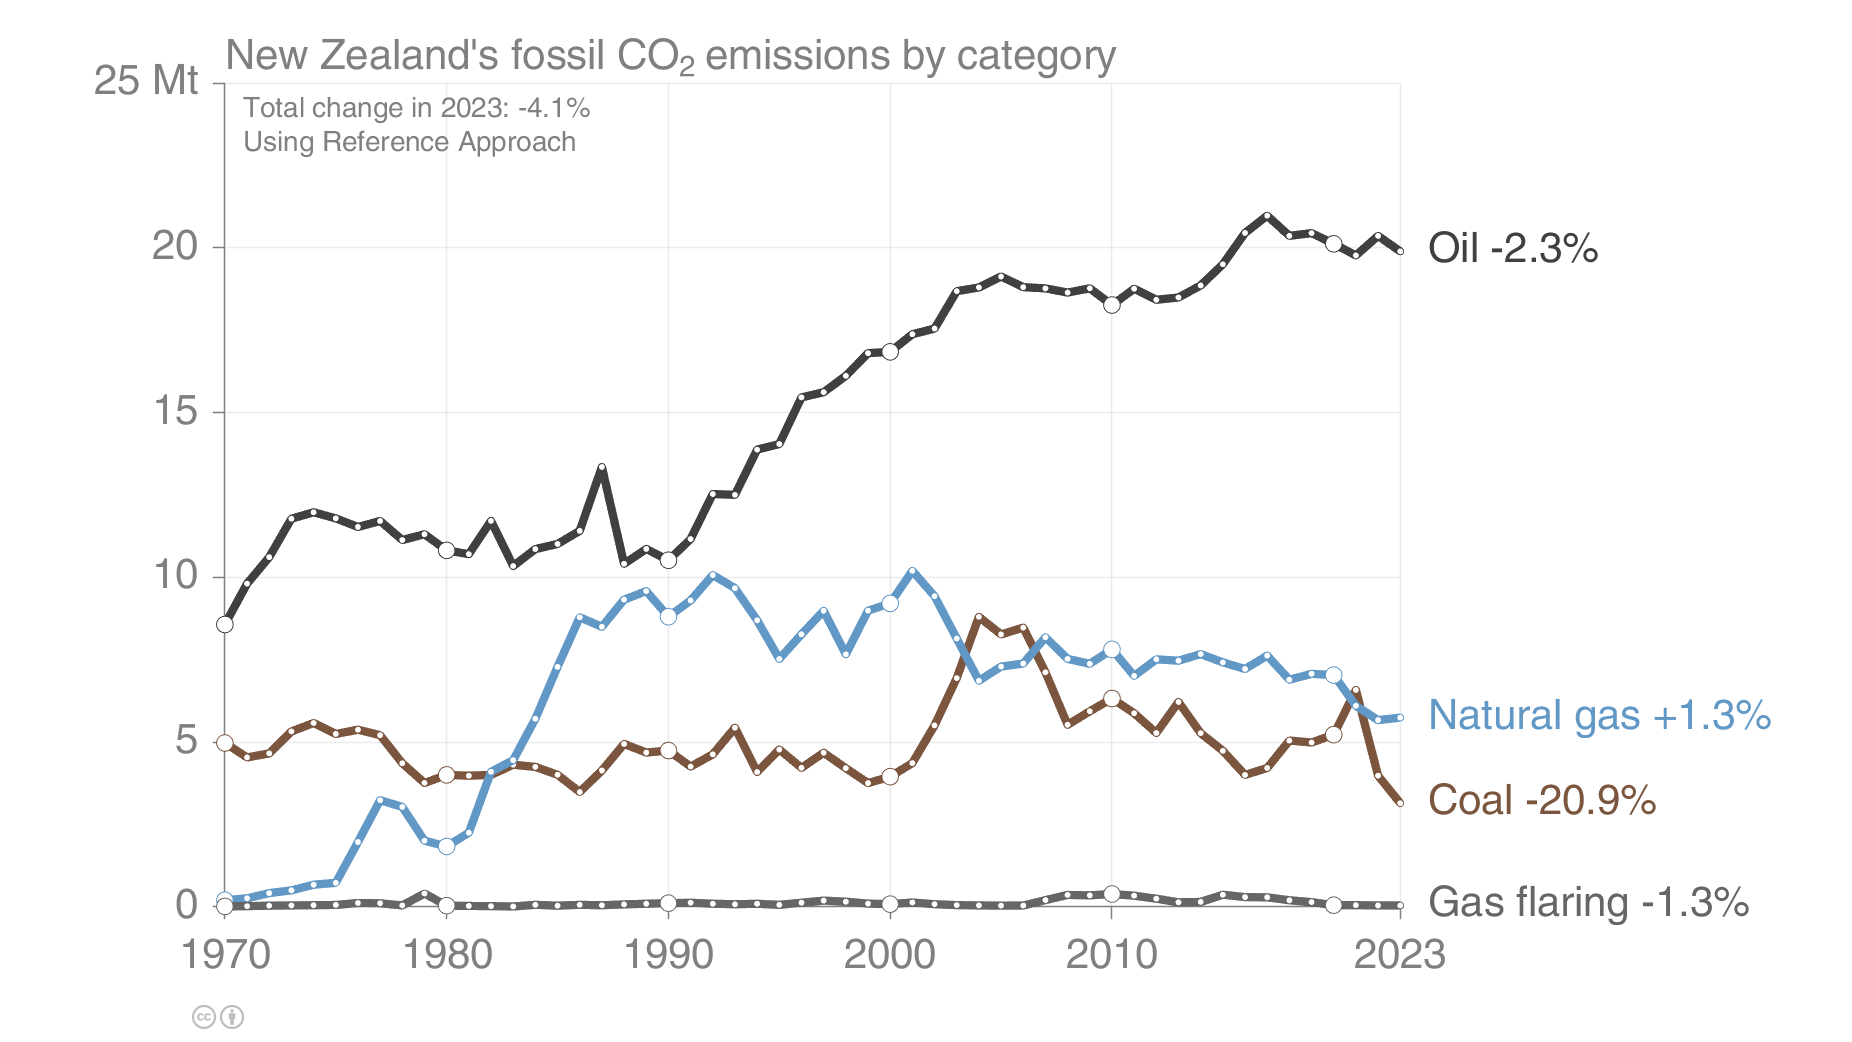 New Zealand's fossil CO₂ emissions by category
25 Mt
Total change in 2023: -4.1%
Using Reference Approach
20
Oil -2.3%
15
10
5
Natural gas +1.3%
Coal -20.9%
0
Gas flaring -1.3%
1970 1980 1990 2000 2010 2023
cc